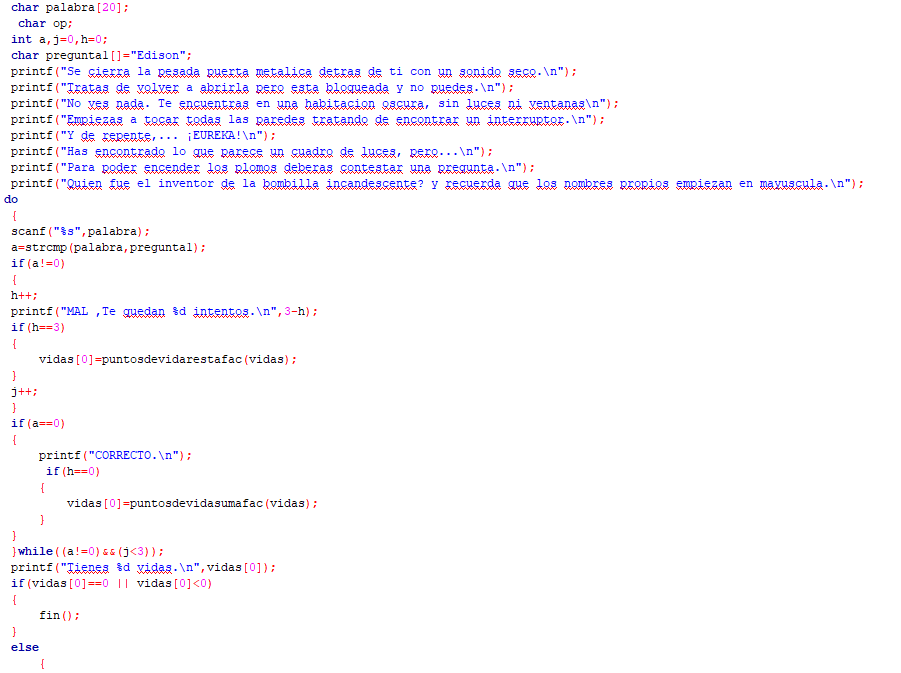 char palabra[20];
char op;
int a,j=0,h=0;
char pregunta1[]="Edison";
printf("Se cierra la pesada puerta metalica detras de ti con un sonido seco.\n");
printf("Tratas de volver a abrirla pero esta bloqueada y no puedes.\n");
printf("No ves nada. Te encuentras en una habitacion oscura, sin luces ni ventanas\n");
printf("Empiezas a tocar todas las paredes tratando de encontrar un interruptor.\n");
printf("Y de repente,... ¡EUREKA!\n");
printf("Has encontrado lo que parece un cuadro de luces, pero...\n");
printf("Para poder encender los plomos deberas contestar una pregunta.\n");
printf("Quien fue el inventor de la bombilla incandescente? y recuerda que los nombres propios empiezan en mayuscula.\n");
do
{
scanf("%s",palabra);
a=strcmp(palabra,pregunta1);
if(a!=0)
{
h++;
printf("MAL ,Te quedan %d intentos.\n",3-h);
if(h==3)
{
vidas[0]=puntosdevidarestafac(vidas);
}
j++;
}
if(a==0)
{
printf("CORRECTO.\n");
if(h==0)
{
vidas[0]=puntosdevidasumafac(vidas);
}
}
}while((a!=0)&&(j<3));
printf("Tienes %d vidas.\n",vidas[0]);
if(vidas[0]==0 || vidas[0]<0)
{
fin();
}
else
{